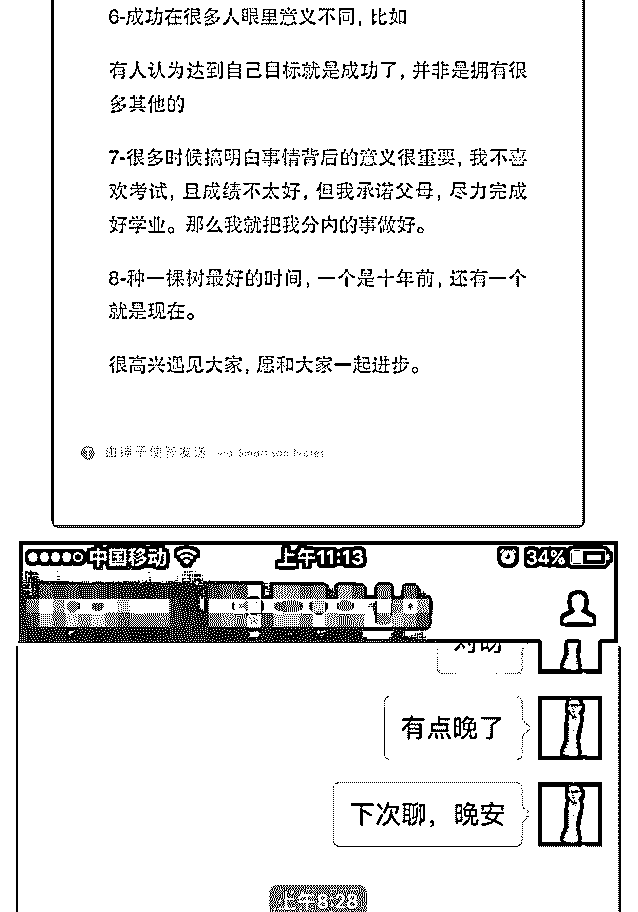 6-成功在很多人眼里意义不同，比如
有人认为达到自己目标就是成功了，并非是拥有很
多其他的
7-很多时候搞明白事情背后的意义很重要，我不喜
欢考试，且成绩不太好，但我承诺父母，尽力完成
好学业。那么我就把我分内的事做好。
8-种一棵树最好的时间，一个是十年前，还有一个
就是现在。
很高兴遇见大家，愿和大家一起进步。
由锤子便签发送 via Smartisan Notes
中国移动 上午11:13 34%
有点晚了
下次聊，晚安
上午8:28